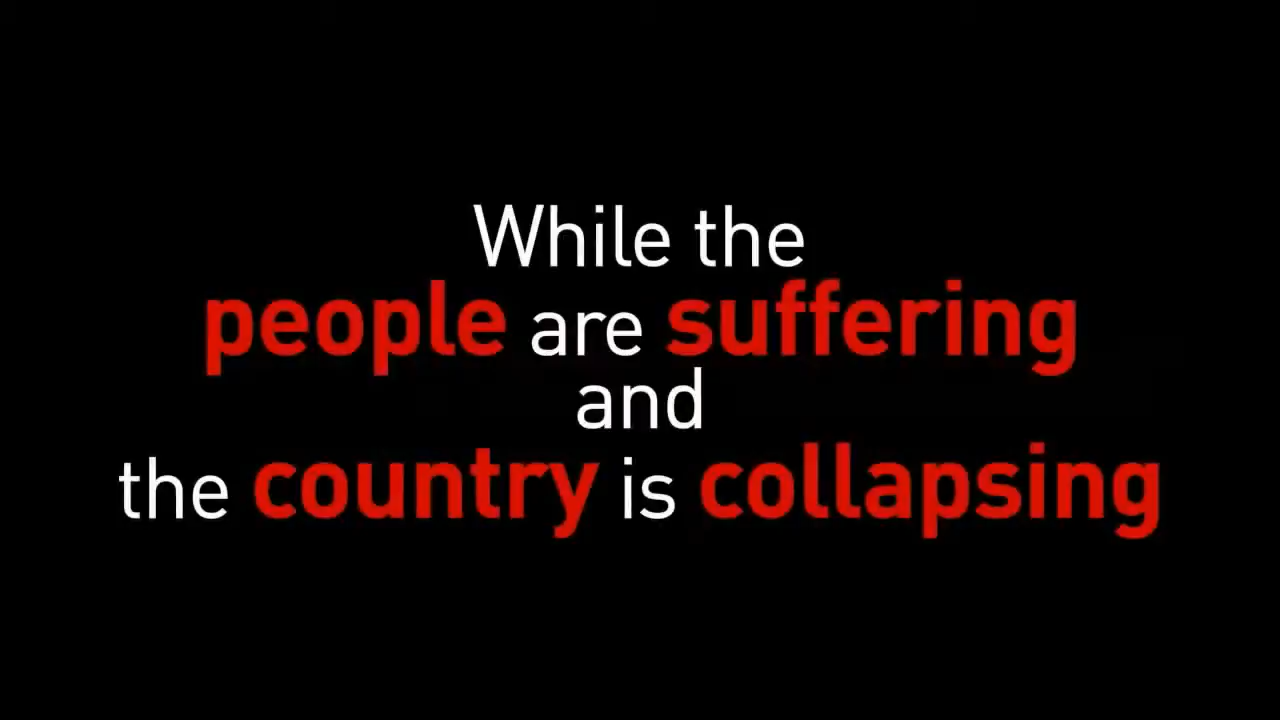 While the
people are suffering
and
the country is collapsing